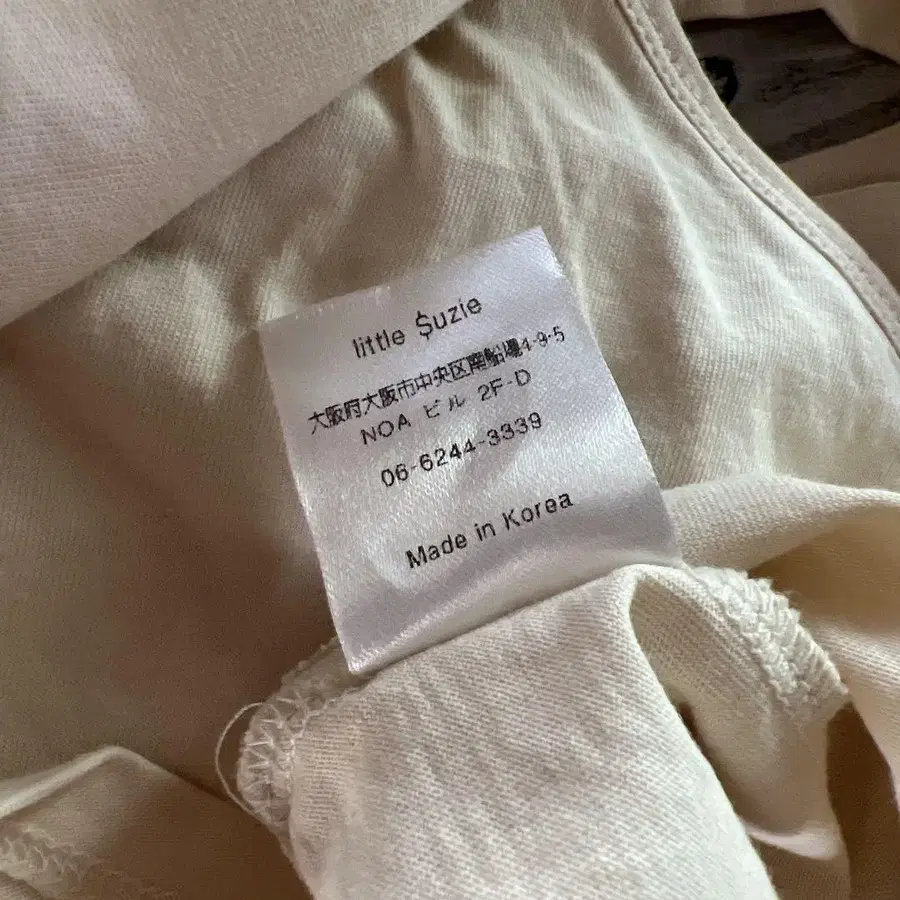 little $uzie
大阪府大阪市中央区南船場4-9-5
NOA ビル 2F-D
06-6244-3339
Made in Korea